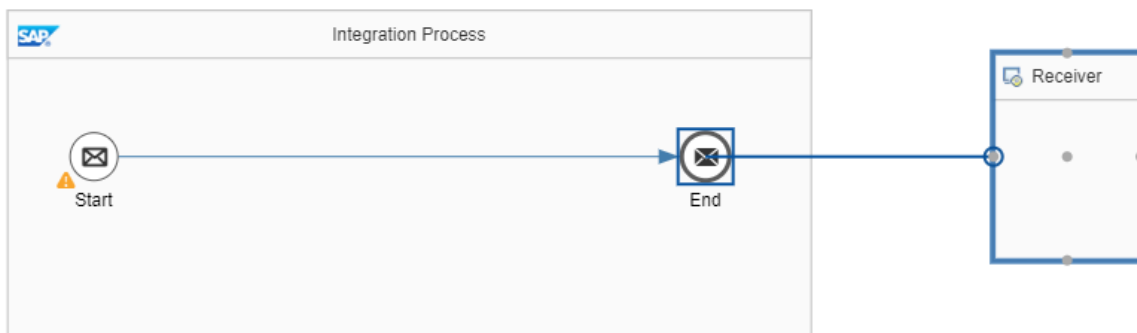 SAP
Integration Process
Receiver
Start
End